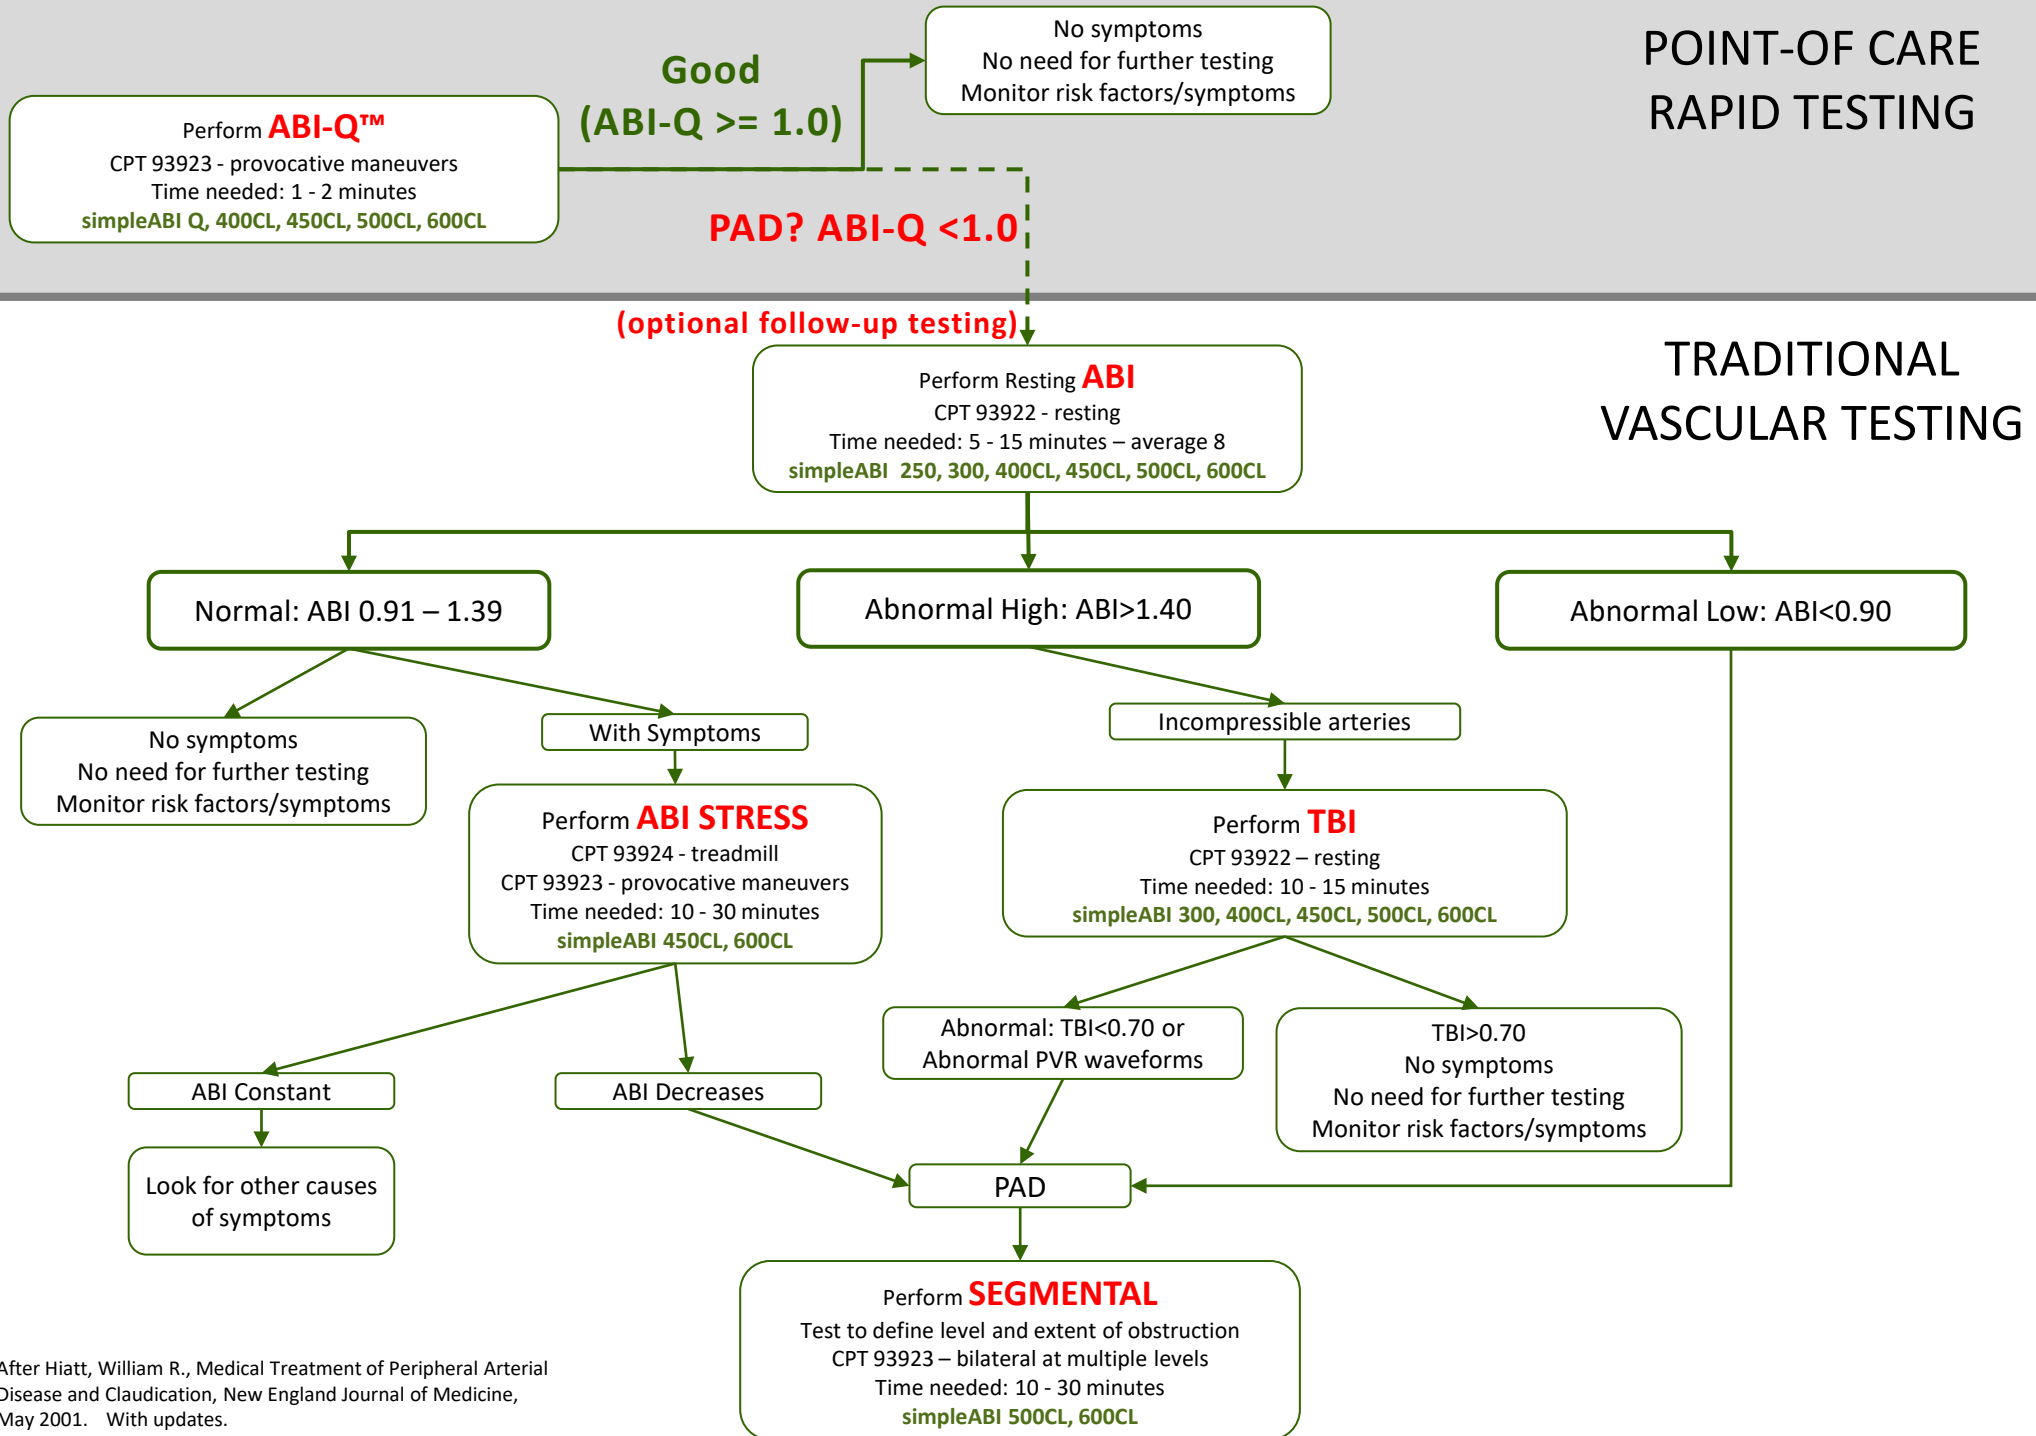 No symptoms
No need for further testing
Monitor risk factors/symptoms
POINT-OF CARE
RAPID TESTING
Good
(ABI-Q >= 1.0)
Perform ABI-Q™
CPT 93923 - provocative maneuvers
Time needed: 1 - 2 minutes
simpleABI Q, 400CL, 450CL, 500CL, 600CL
PAD? ABI-Q <1.0
(optional follow-up testing)
TRADITIONAL
VASCULAR TESTING
Perform Resting ABI
CPT 93922 - resting
Time needed: 5 - 15 minutes – average 8
simpleABI  250, 300, 400CL, 450CL, 500CL, 600CL
Normal: ABI 0.91 – 1.39
Abnormal High: ABI>1.40
Abnormal Low: ABI<0.90
No symptoms
No need for further testing
Monitor risk factors/symptoms
With Symptoms
Incompressible arteries
Perform ABI STRESS
CPT 93924 - treadmill
CPT 93923 - provocative maneuvers
Time needed: 10 - 30 minutes
simpleABI 450CL, 600CL
Perform TBI
CPT 93922 – resting
Time needed: 10 - 15 minutes
simpleABI 300, 400CL, 450CL, 500CL, 600CL
Abnormal: TBI<0.70 or
Abnormal PVR waveforms
TBI>0.70
No symptoms
No need for further testing
Monitor risk factors/symptoms
ABI Constant
ABI Decreases
Look for other causes
of symptoms
PAD
Perform SEGMENTAL
Test to define level and extent of obstruction
CPT 93923 – bilateral at multiple levels
Time needed: 10 - 30 minutes
simpleABI 500CL, 600CL
After Hiatt, William R., Medical Treatment of Peripheral Arterial
Disease and Claudication, New England Journal of Medicine,
May 2001.   With updates.